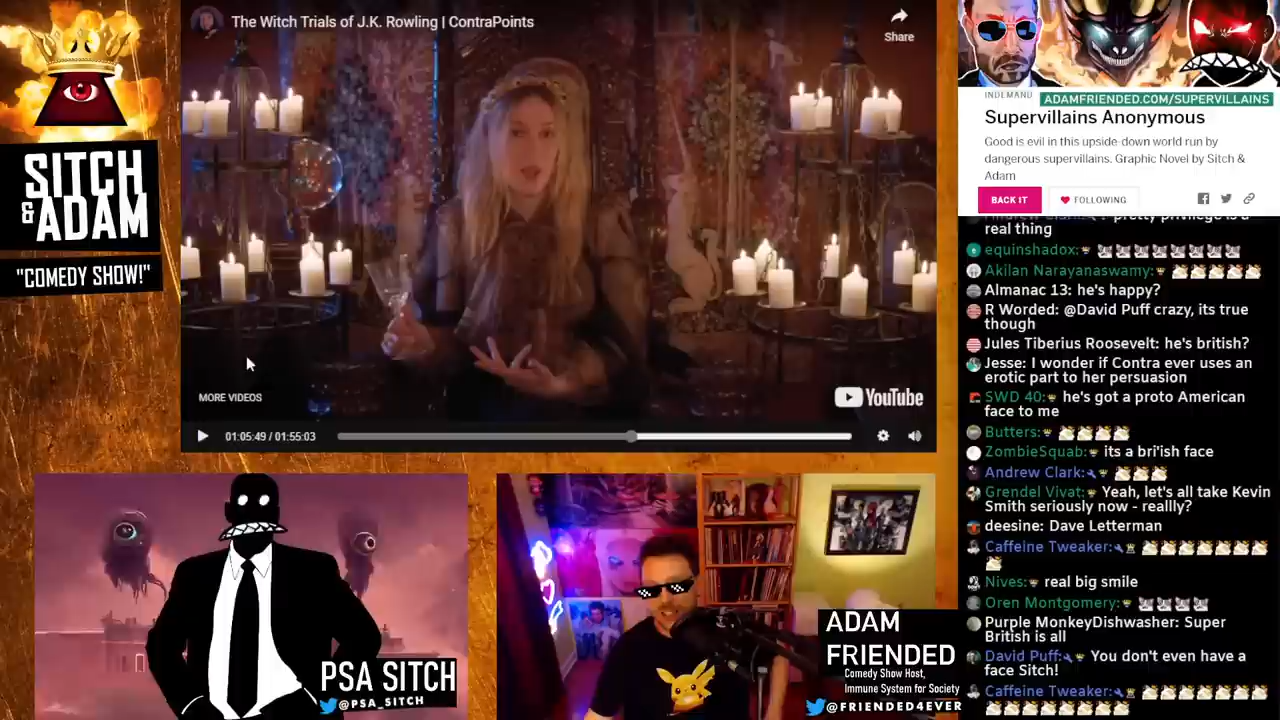 The Witch Trials of J.K. Rowling | ContraPoints
Share
MORE VIDEOS
YouTube
01:05:49 / 01:55:03
SITCH
& ADAM
"COMEDY SHOW!"
PSA SITCH
@PSA_SITCH
ADAM
FRIENDED
Comedy Show Host,
Immune System for Society
@FRIENDED4EVER
INDEMAND
ADAMFRIENDED.COM/SUPERVILLAINS
Supervillains Anonymous
Good is evil in this upside-down world run by
dangerous supervillains. Graphic Novel by Sitch &
Adam
BACK IT
FOLLOWING
Andrew Clark: pretty privilege is a
real thing
equinshadox:
Akilan Narayanaswamy:
Almanac 13: he's happy?
R Worded: @David Puff crazy, its true
though
Jules Tiberius Roosevelt: he's british?
Jesse: I wonder if Contra ever uses an
erotic part to her persuasion
SWD 40: he's got a proto American
face to me
Butters:
ZombieSquab: its a bri'ish face
Andrew Clark:
Grendel Vivat: Yeah, let's all take Kevin
Smith seriously now - reallly?
deesine: Dave Letterman
Caffeine Tweaker:
Nives: real big smile
Oren Montgomery:
Purple MonkeyDishwasher: Super
British is all
David Puff: You don't even have a
face Sitch!
Caffeine Tweaker: